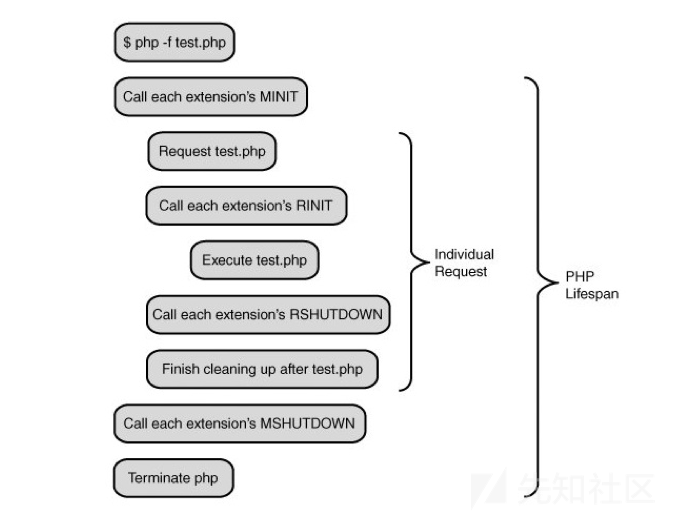 $ php -f test.php
Call each extension's MINIT
Request test.php
Call each extension's RINIT
Execute test.php
Individual
Request
PHP
Lifespan
Call each extension's RSHUTDOWN
Finish cleaning up after test.php
Call each extension's MSHUTDOWN
Terminate php
先知社区